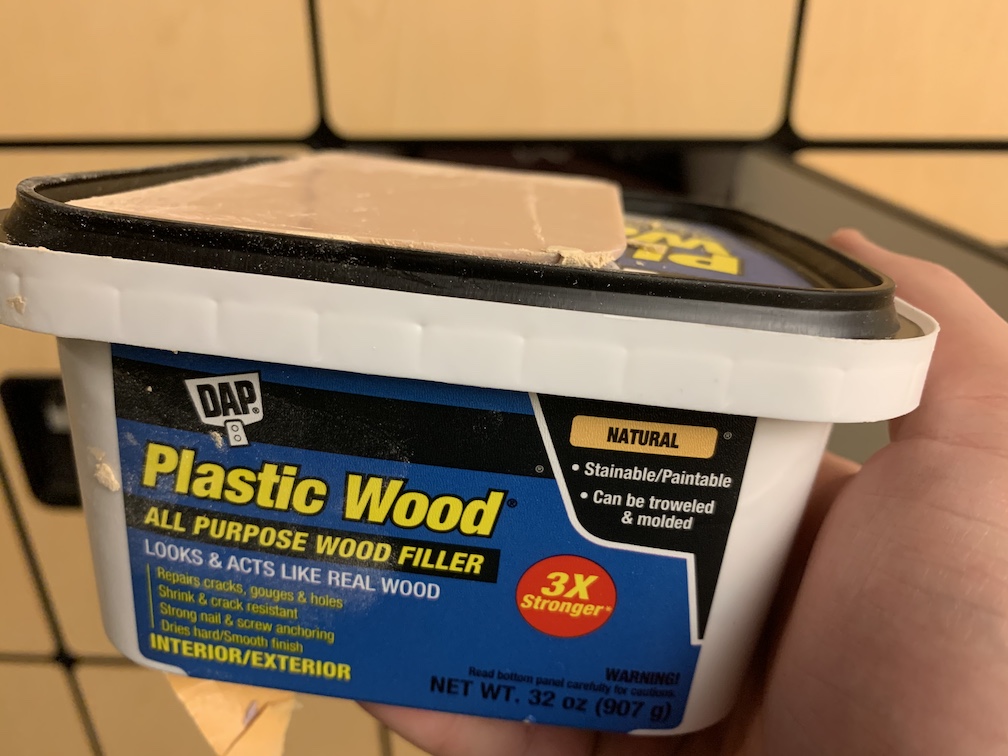 DAP®
Plastic Wood®
ALL PURPOSE WOOD FILLER
LOOKS & ACTS LIKE REAL WOOD
Repairs cracks, gouges & holes
Shrink & crack resistant
Strong nail & screw anchoring
Dries hard/Smooth finish
INTERIOR/EXTERIOR
NATURAL
• Stainable/Paintable
• Can be troweled
& molded
3X
Stronger*
WARNING!
Read bottom panel carefully for cautions.
NET WT. 32 oz (907 g)